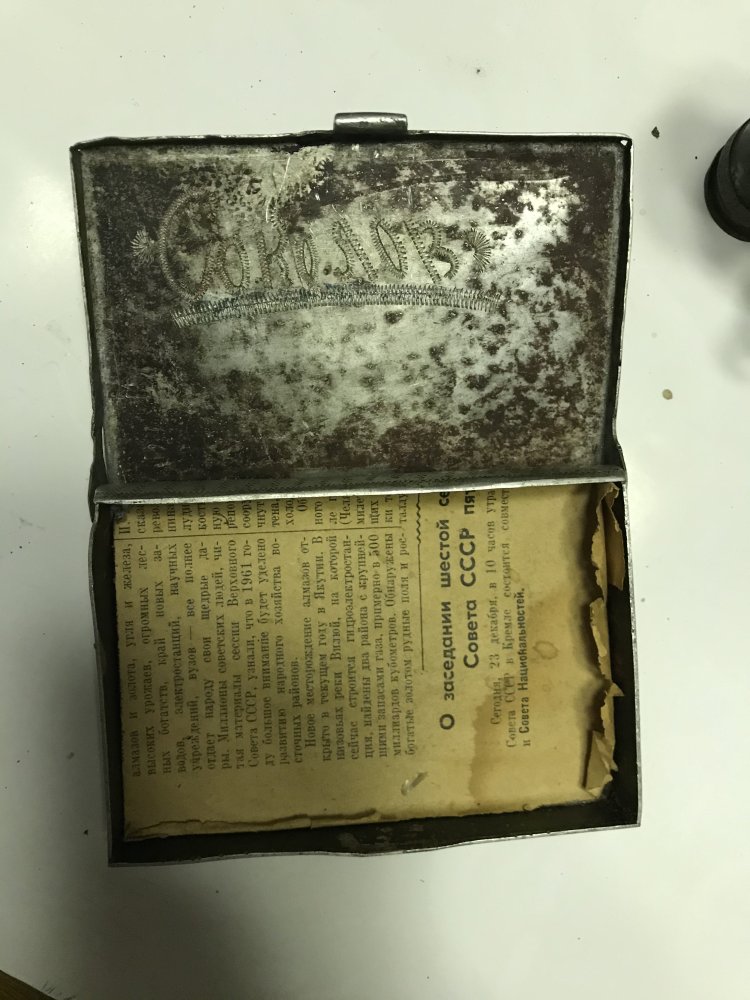 Соколов
алмазов и золота, угля и железа,
высоких урожаев, огромных лес-
ных богатств, край новых за-
водов, электростанций, научных
учреждений, вузов — все полнее
отдает народу свои щедрые да-
ры. Миллионы советских людей, чи-
тая материалы сессии Верховного
Совета СССР, узнали, что в 1961 го-
ду большое внимание будет уделено
развитию народного хозяйства во-
сточных районов.
Новое месторождение алмазов от-
крыто в текущем году в Якутии. В
низовьях реки Вилюй, на которой
сейчас строится гидроэлектростан-
ция, найдены два района с крупней-
шими запасами газа, примерно в 500
миллиардов кубометров. Обнаружены
богатые золотом рудные поля и рос-
О заседании шестой
Совета СССР
Сегодня, 23 декабря, в 10 часов утра
Совета СССР в Кремле состоится
и Совета Национальностей.